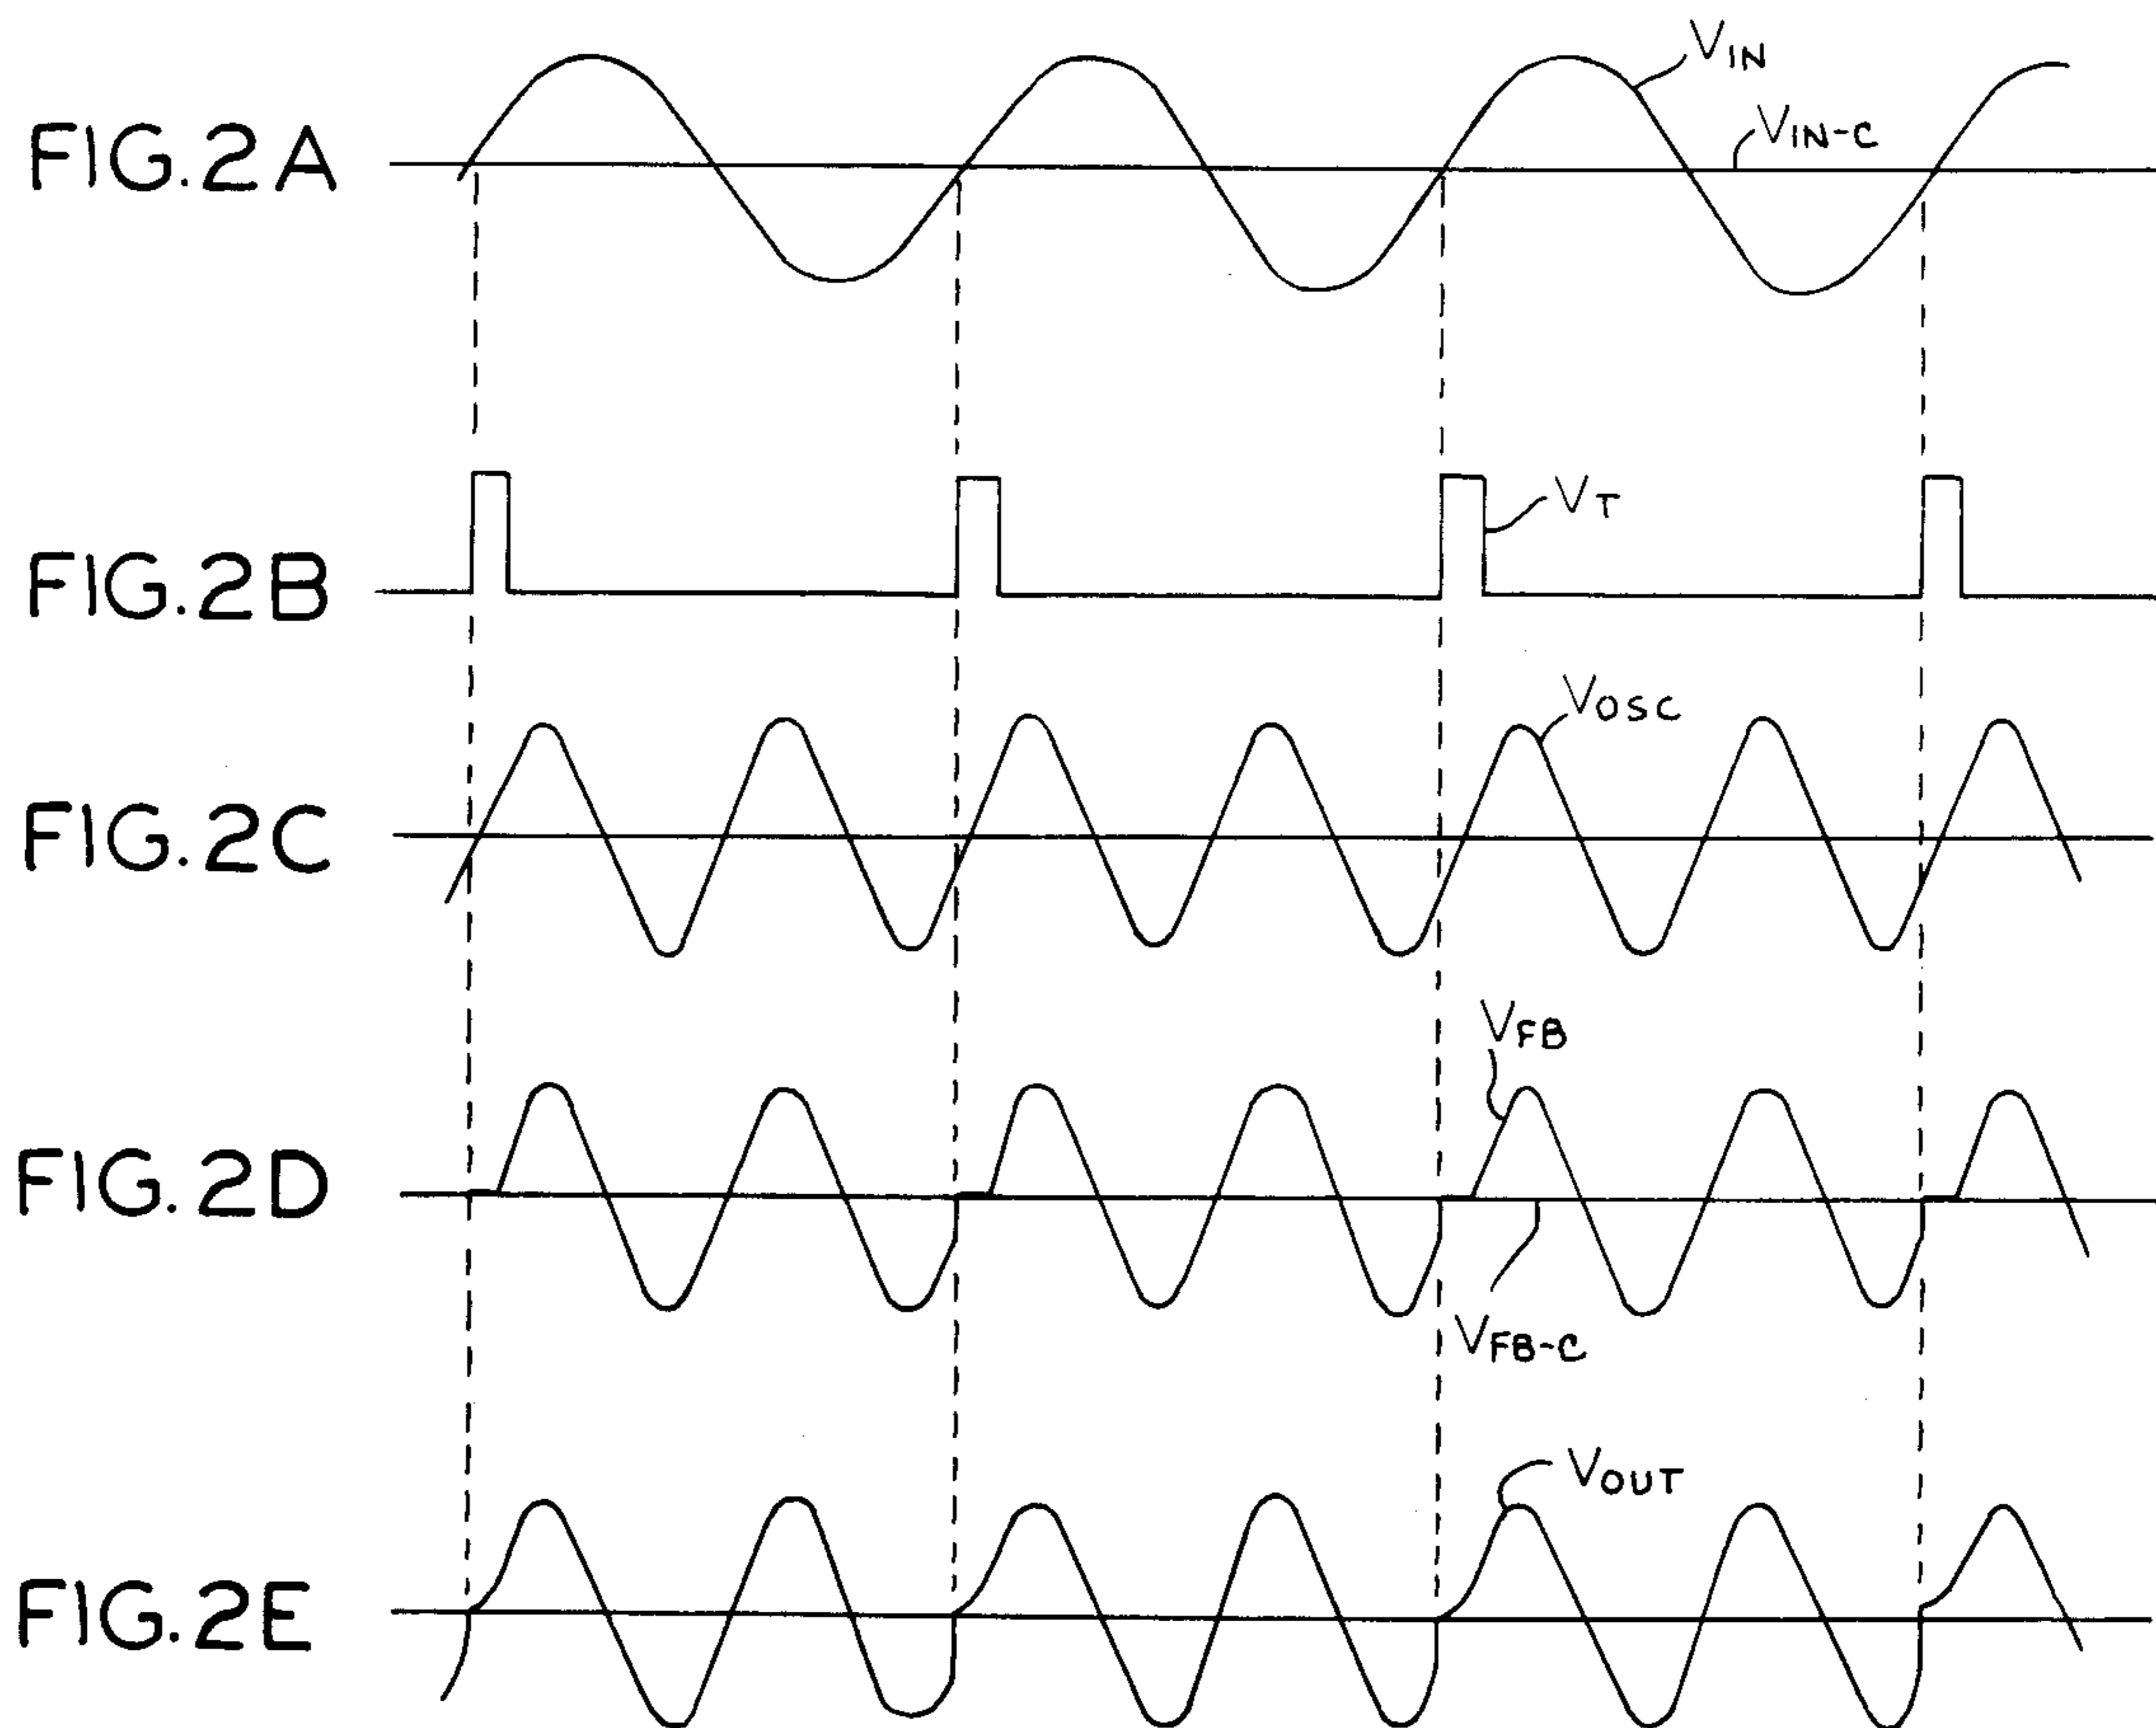 VIN
VIN-C
FIG.2A
VT
FIG.2B
VOSC
FIG.2C
VFB
FIG.2D
VFB-C
VOUT
FIG.2E